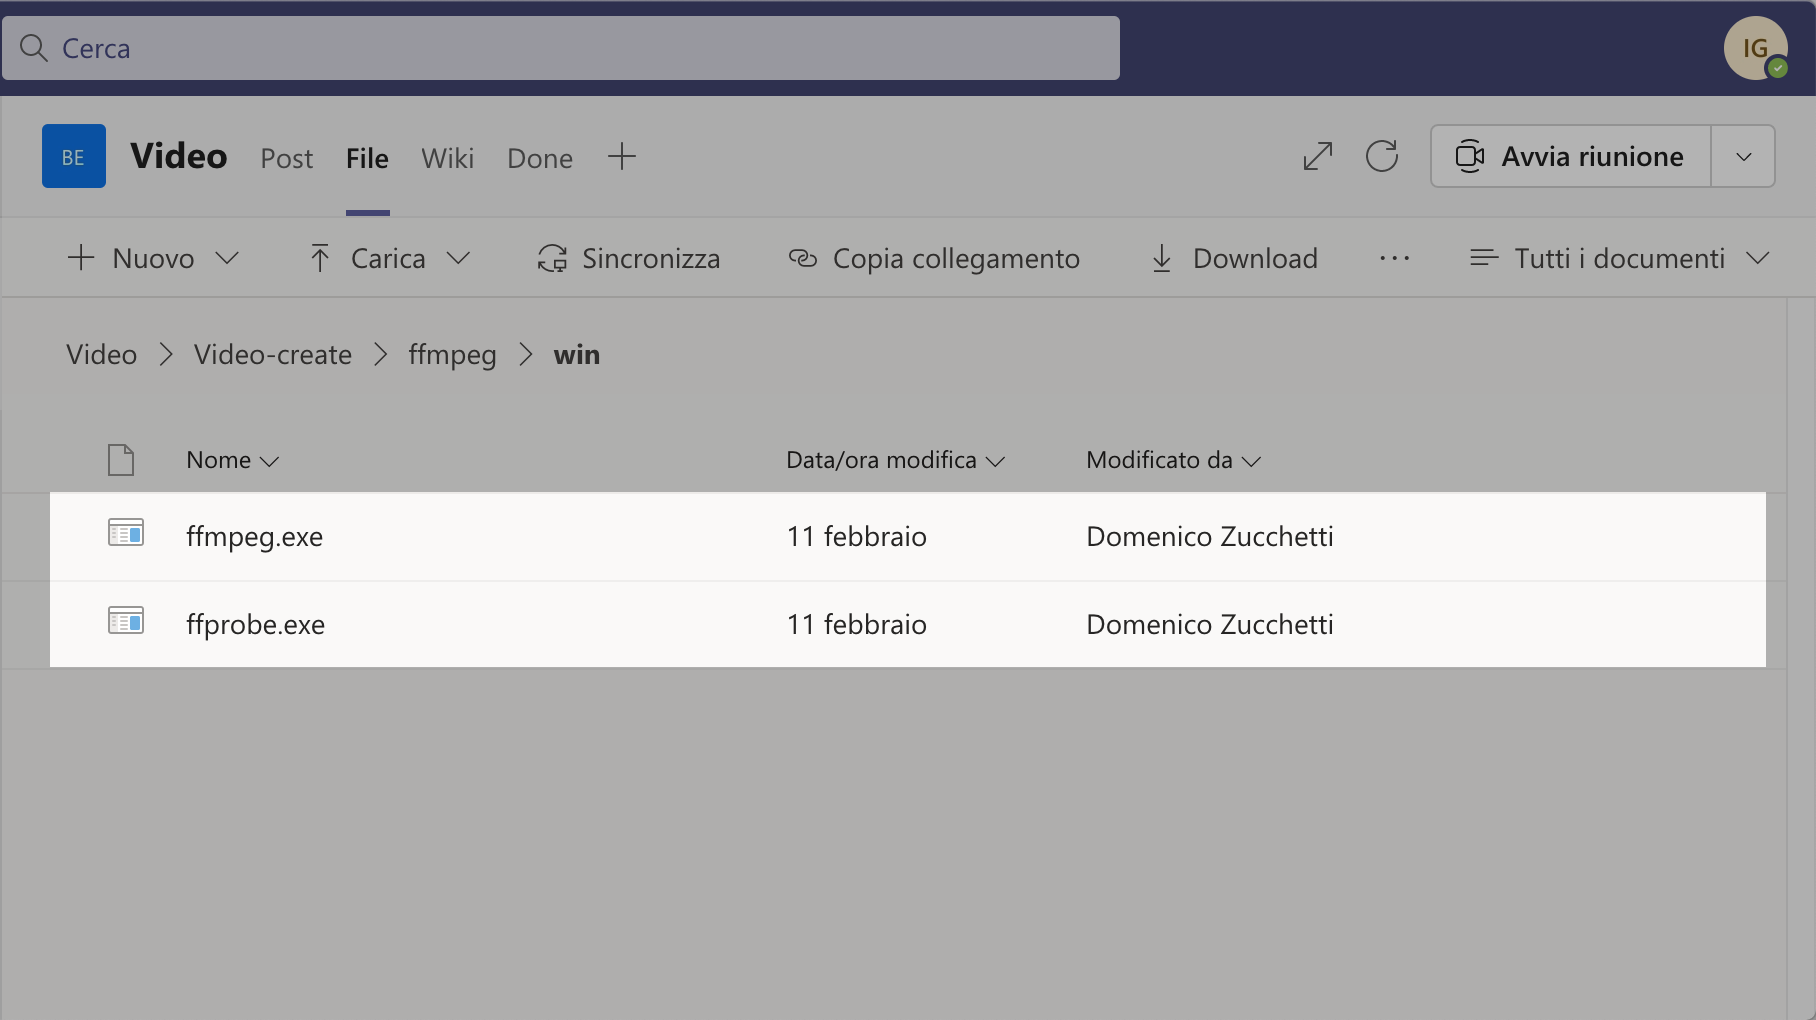 Cerca
IG
BE Video Post File Wiki Done Avvia riunione
Nuovo Carica Sincronizza Copia collegamento Download ··· Tutti i documenti
Video > Video-create > ffmpeg > win
Nome Data/ora modifica Modificato da
ffmpeg.exe 11 febbraio Domenico Zucchetti
ffprobe.exe 11 febbraio Domenico Zucchetti